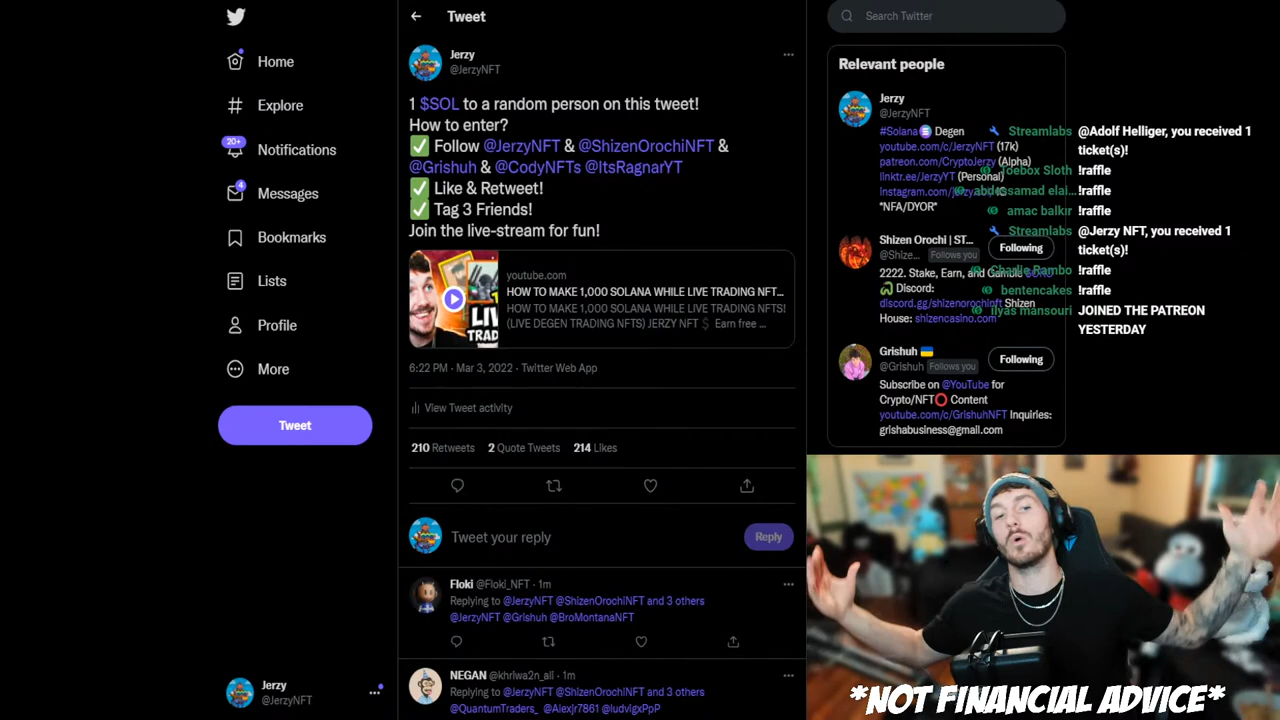 Home
Explore
20+
Notifications
4
Messages
Bookmarks
Lists
Profile
More
Tweet
Jerzy
@JerzyNFT
Tweet
Jerzy
@JerzyNFT
1 $SOL to a random person on this tweet!
How to enter?
✅ Follow @JerzyNFT & @ShizenOrochiNFT &
@Grishuh & @CodyNFTs @ItsRagnarYT
✅ Like & Retweet!
✅ Tag 3 Friends!
Join the live-stream for fun!
youtube.com
HOW TO MAKE 1,000 SOLANA WHILE LIVE TRADING NFT...
HOW TO MAKE 1,000 SOLANA WHILE LIVE TRADING NFTS!
(LIVE DEGEN TRADING NFTS) JERZY NFT 💲 Earn free ...
6:22 PM · Mar 3, 2022 · Twitter Web App
View Tweet activity
210 Retweets 2 Quote Tweets 214 Likes
Tweet your reply
Reply
Floki @Floki_NFT · 1m
Replying to @JerzyNFT @ShizenOrochiNFT and 3 others
@JerzyNFT @Grishuh @BroMontanaNFT
NEGAN @khriwa2n_ali · 1m
Replying to @JerzyNFT @ShizenOrochiNFT and 3 others
@QuantumTraders_ @Alexjr7861 @ludvigxPpP
Search Twitter
Relevant people
Jerzy
@JerzyNFT
#Solana Degen
youtube.com/c/JerzyNFT (17k)
patreon.com/CryptoJerzy (Alpha)
linktr.ee/JerzyYT (Personal)
*NFA/DYOR*
Shizen Orochi | ST...
@Shize... Follows you
Following
2222. Stake, Earn, and Gamble
Discord:
discord.gg/shizenorochinft Shizen
House: shizencasino.com
Grishuh
@Grishuh Follows you
Following
Subscribe on @YouTube for
Crypto/NFT⭕ Content
youtube.com/c/GrishuhNFT Inquiries:
grishabusiness@gmail.com
Streamlabs @Adolf Helliger, you received 1
ticket(s)!
Toebox Sloth !raffle
abdessamad elai... !raffle
amac balkır !raffle
Streamlabs @Jerzy NFT, you received 1
ticket(s)!
Charlie Rambo !raffle
bentencakes !raffle
ilyas mansouri JOINED THE PATREON
YESTERDAY
*NOT FINANCIAL ADVICE*